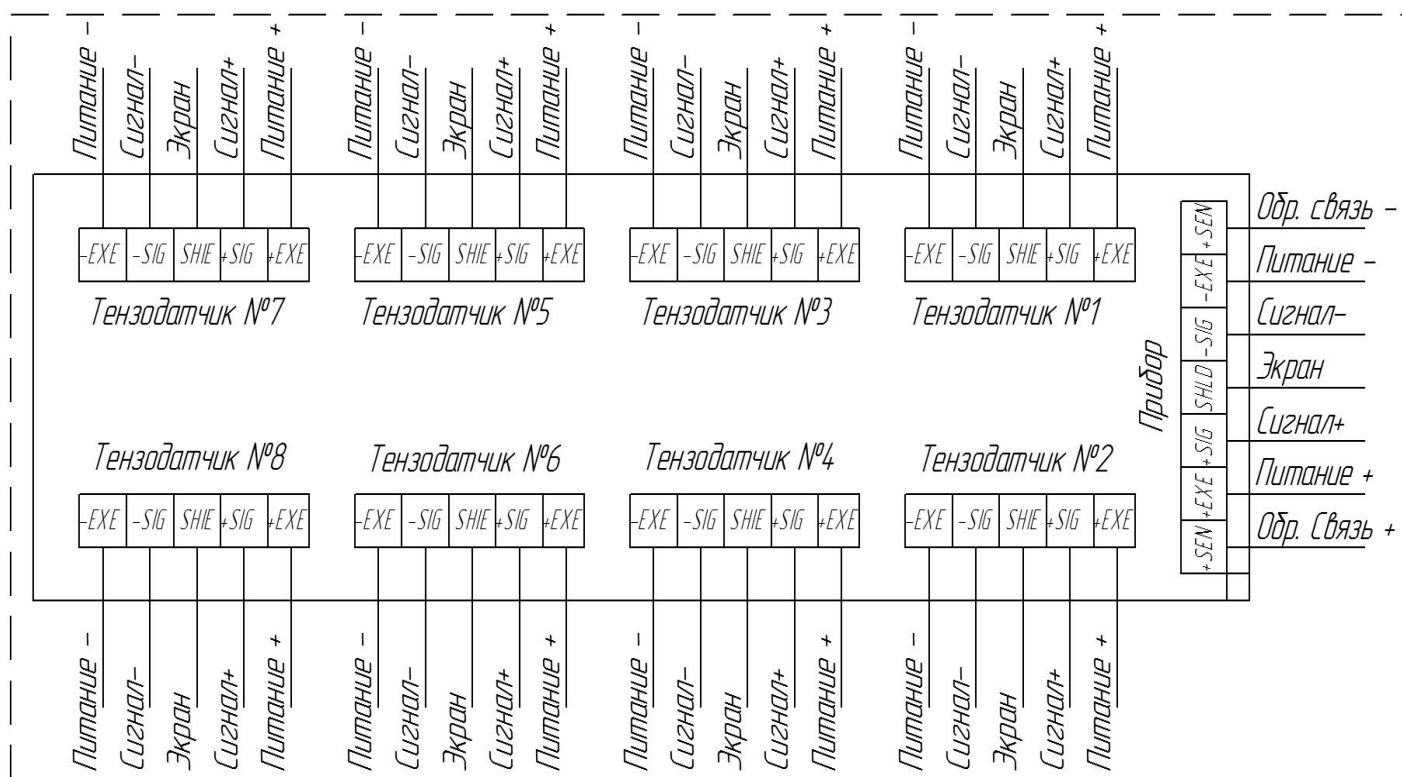 Питание - Сигнал- Экран Сигнал+ Питание +
Питание - Сигнал- Экран Сигнал+ Питание +
Питание - Сигнал- Экран Сигнал+ Питание +
Питание - Сигнал- Экран Сигнал+ Питание +
-EXE -SIG SHIE +SIG +EXE
Тензодатчик №7
-EXE -SIG SHIE +SIG +EXE
Тензодатчик №5
-EXE -SIG SHIE +SIG +EXE
Тензодатчик №3
-EXE -SIG SHIE +SIG +EXE
Тензодатчик №1
Прибор
+SEN Обр. связь -
-EXE Питание -
-SIG Сигнал-
SHLD Экран
+SIG Сигнал+
+EXE Питание +
+SEN Обр. Связь +
Тензодатчик №8
-EXE -SIG SHIE +SIG +EXE
Тензодатчик №6
-EXE -SIG SHIE +SIG +EXE
Тензодатчик №4
-EXE -SIG SHIE +SIG +EXE
Тензодатчик №2
-EXE -SIG SHIE +SIG +EXE
Питание - Сигнал- Экран Сигнал+ Питание +
Питание - Сигнал- Экран Сигнал+ Питание +
Питание - Сигнал- Экран Сигнал+ Питание +
Питание - Сигнал- Экран Сигнал+ Питание +